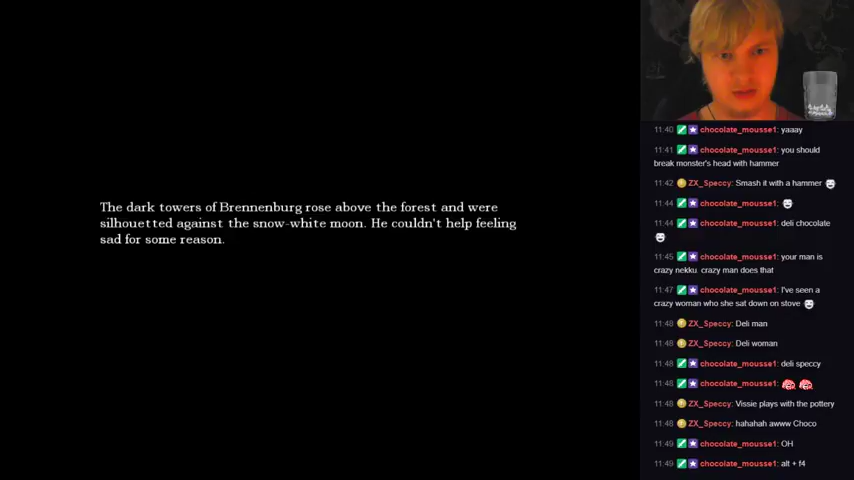 The dark towers of Brennenburg rose above the forest and were
silhouetted against the snow-white moon. He couldn't help feeling
sad for some reason.
11:40 chocolate_mousse1: yaaay
11:41 chocolate_mousse1: you should
break monster's head with hammer
11:42 ZX_Speccy: Smash it with a hammer
11:44 chocolate_mousse1:
11:44 chocolate_mousse1: deli chocolate
11:45 chocolate_mousse1: your man is
crazy nekku. crazy man does that
11:47 chocolate_mousse1: I've seen a
crazy woman who she sat down on stove
11:48 ZX_Speccy: Deli man
11:48 ZX_Speccy: Deli woman
11:48 chocolate_mousse1: deli speccy
11:48 chocolate_mousse1:
11:48 ZX_Speccy: Vissie plays with the pottery
11:48 ZX_Speccy: hahahah awww Choco
11:49 chocolate_mousse1: OH
11:49 chocolate_mousse1: alt + f4